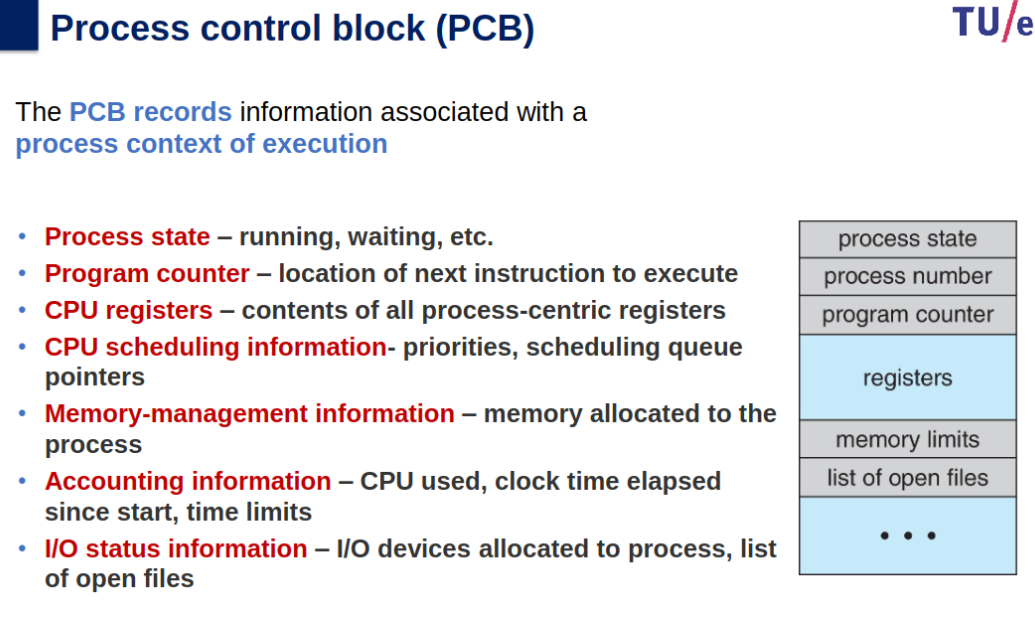 Process control block (PCB)
TU/e
The PCB records information associated with a
process context of execution
• Process state – running, waiting, etc.
• Program counter – location of next instruction to execute
• CPU registers – contents of all process-centric registers
• CPU scheduling information- priorities, scheduling queue
pointers
• Memory-management information – memory allocated to the
process
• Accounting information – CPU used, clock time elapsed
since start, time limits
• I/O status information – I/O devices allocated to process, list
of open files
process state
process number
program counter
registers
memory limits
list of open files
• • •